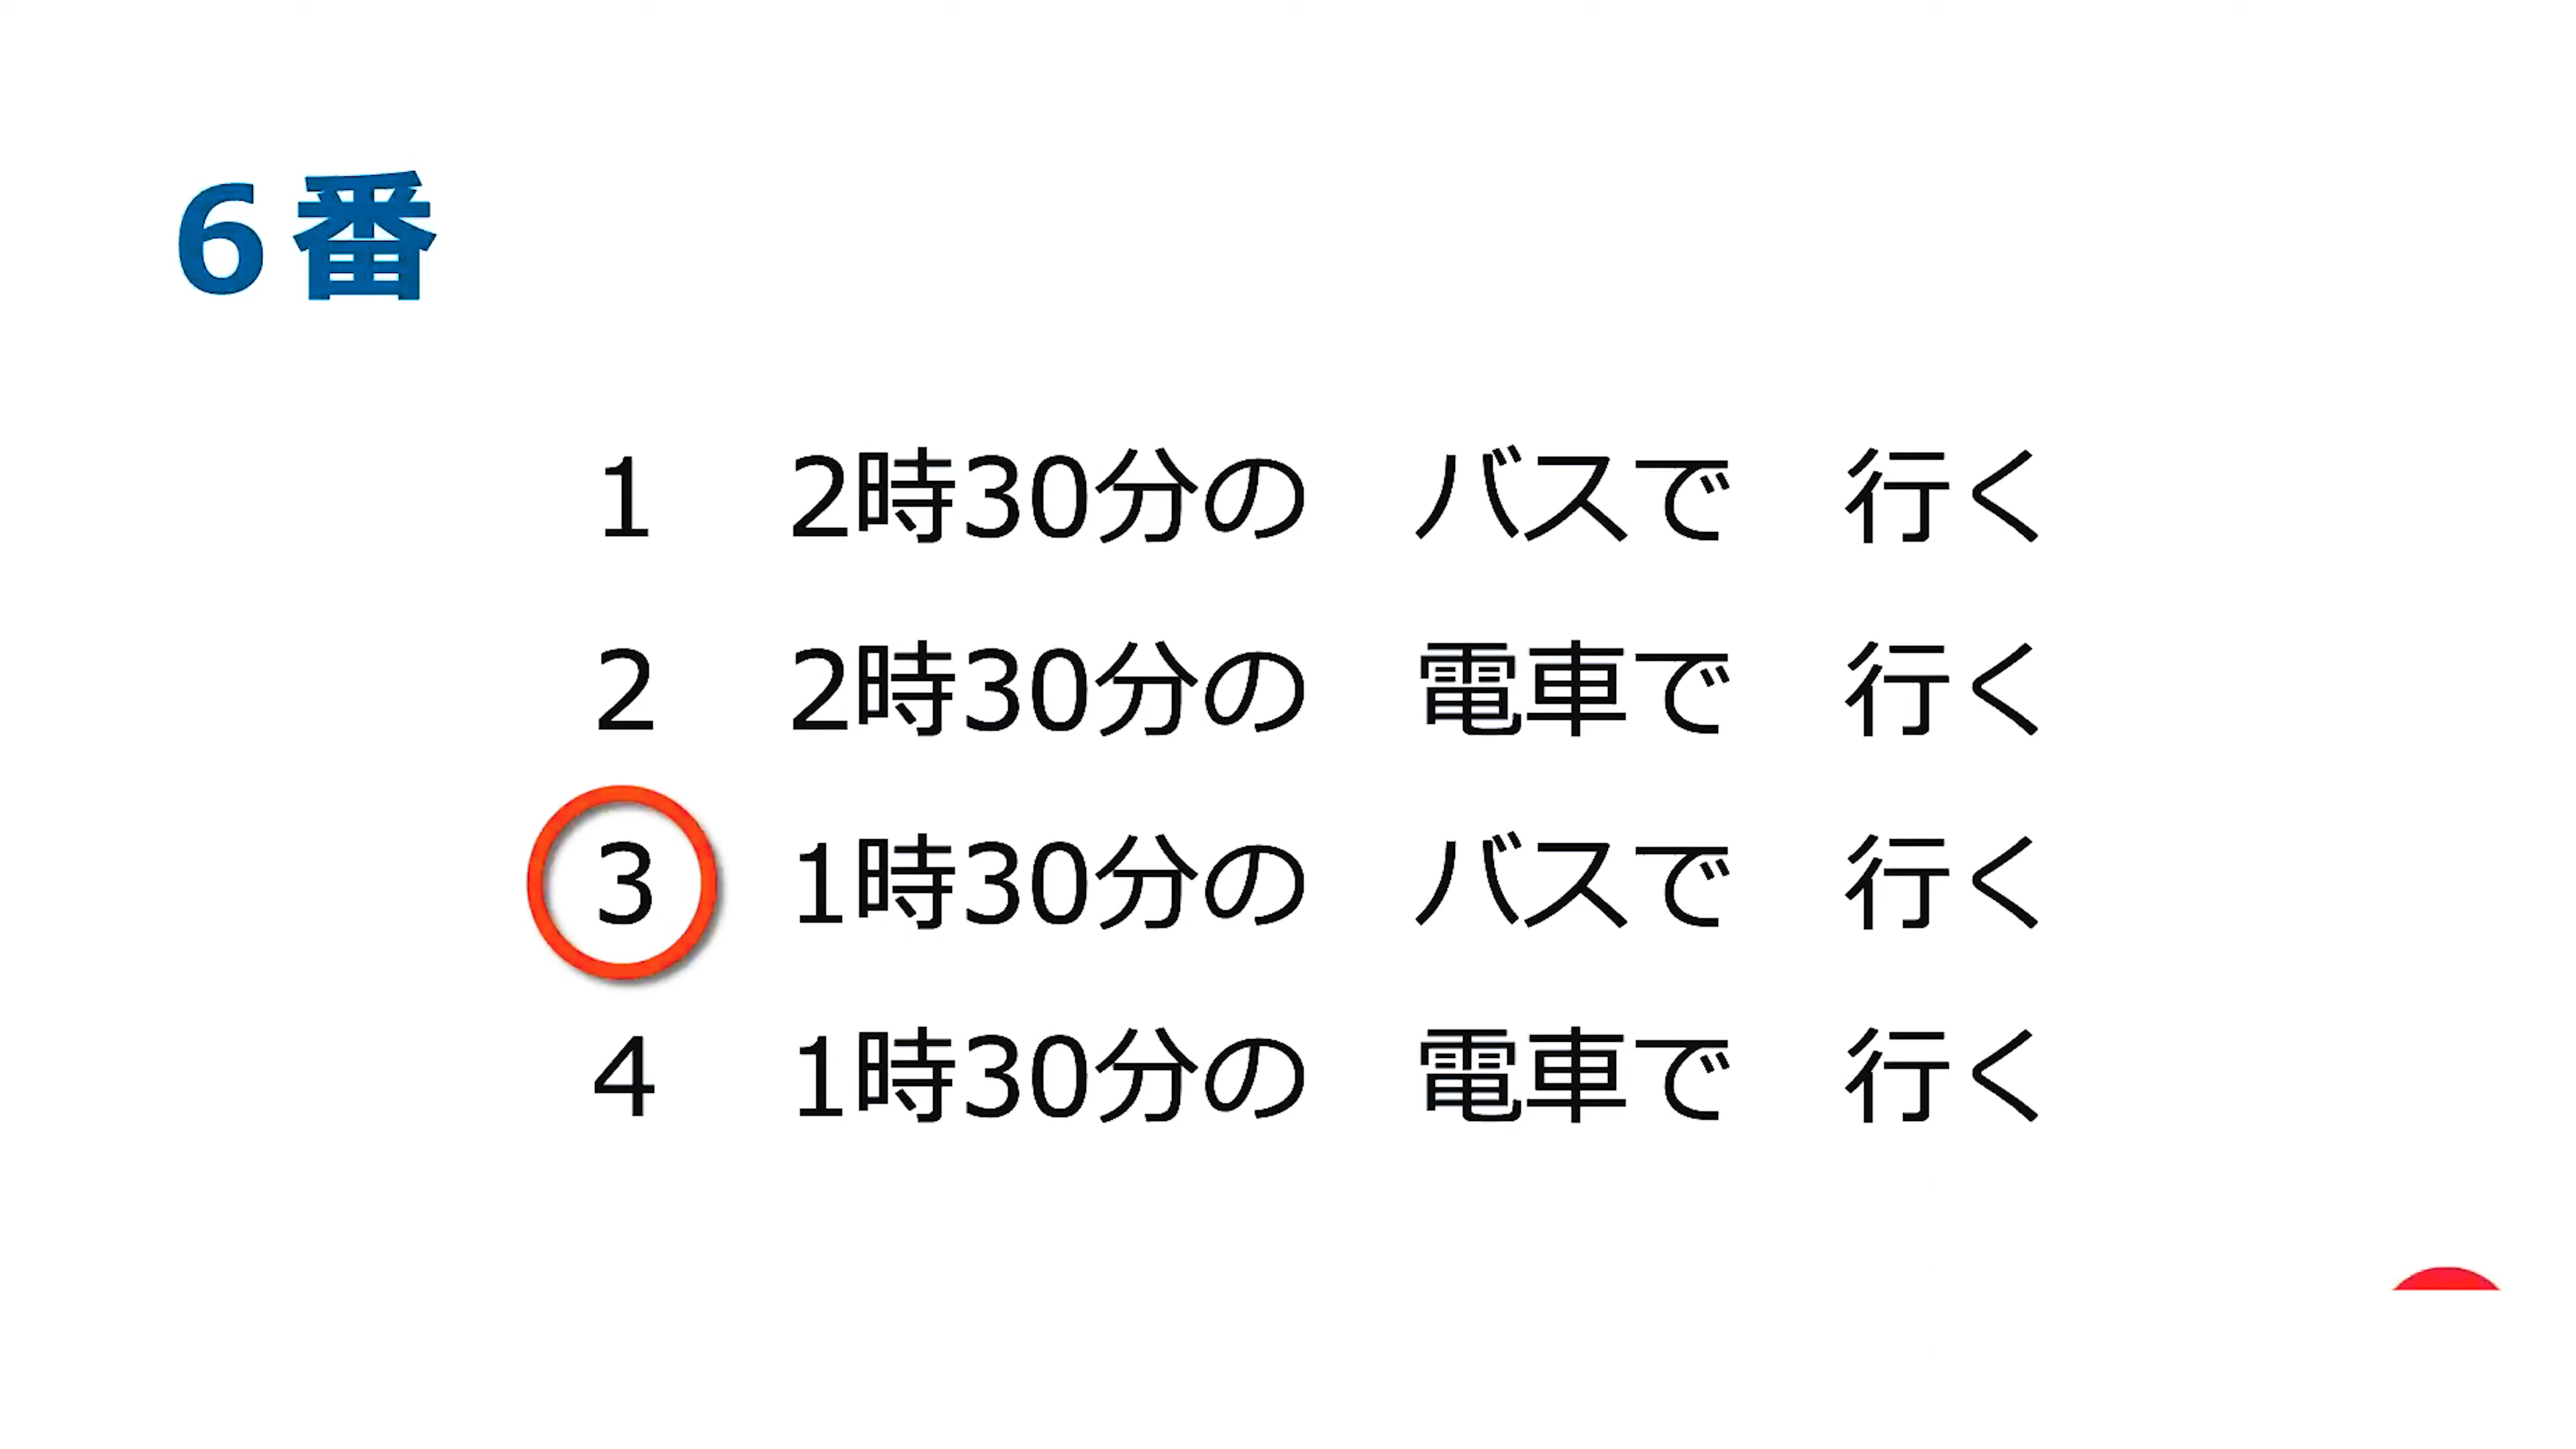 6番
1　2時30分の　バスで　行く
2　2時30分の　電車で　行く
3　1時30分の　バスで　行く
4　1時30分の　電車で　行く